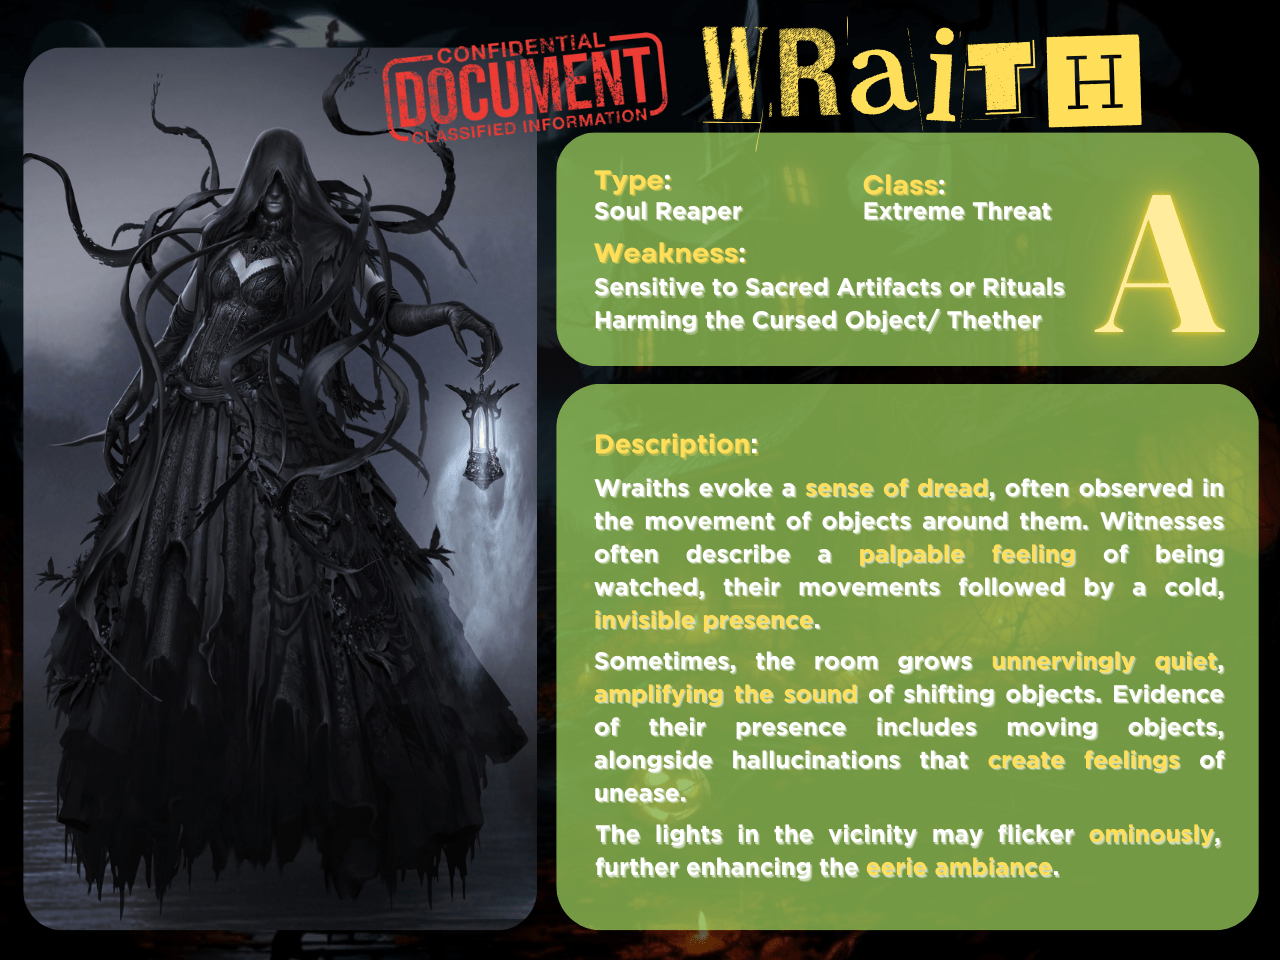 CONFIDENTIAL
DOCUMENT
CLASSIFIED INFORMATION
WRaiTH
Type:
Soul Reaper
Class:
Extreme Threat
A
Weakness:
Sensitive to Sacred Artifacts or Rituals
Harming the Cursed Object/ Thether
Description:
Wraiths evoke a sense of dread, often observed in
the movement of objects around them. Witnesses
often describe a palpable feeling of being
watched, their movements followed by a cold,
invisible presence.
Sometimes, the room grows unnervingly quiet,
amplifying the sound of shifting objects. Evidence
of their presence includes moving objects,
alongside hallucinations that create feelings of
unease.
The lights in the vicinity may flicker ominously,
further enhancing the eerie ambiance.